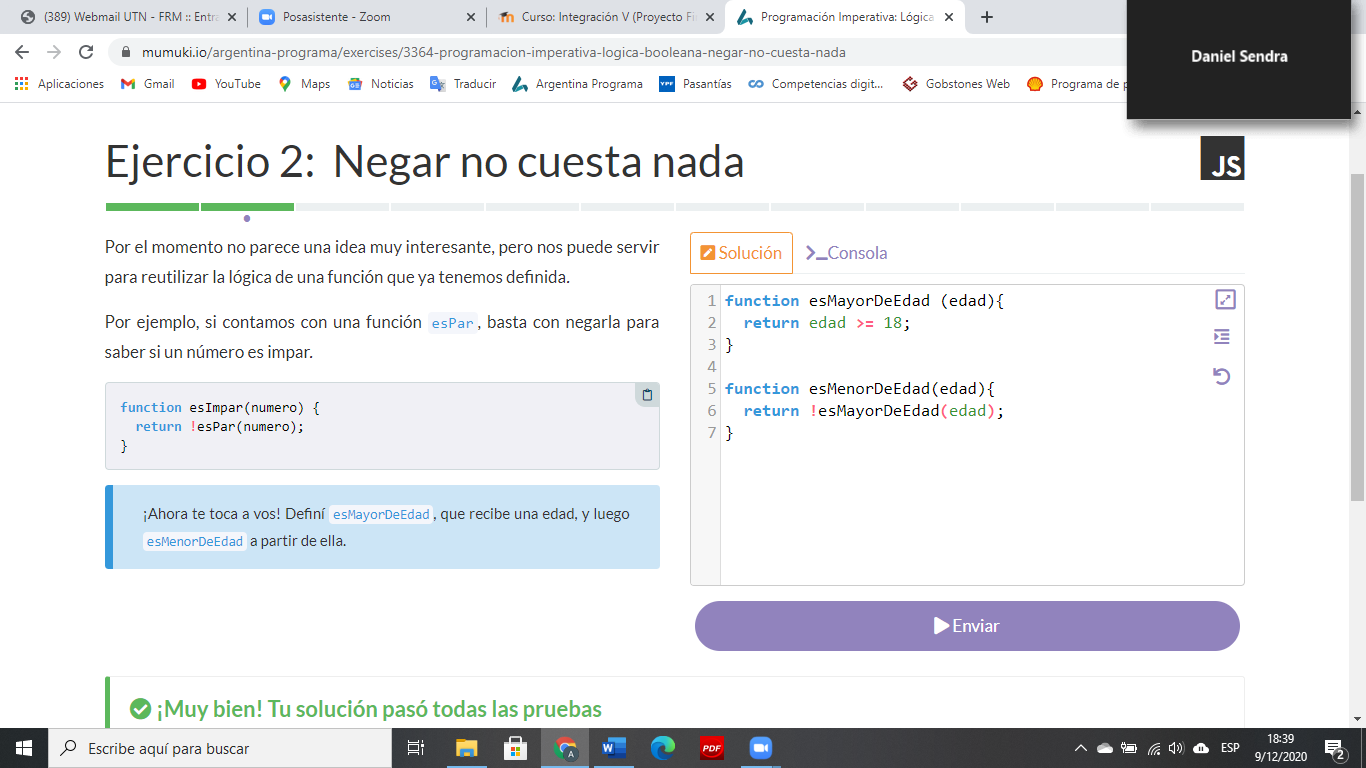 (389) Webmail UTN - FRM :: Entra
Posasistente - Zoom
Curso: Integración V (Proyecto Fi
Programación Imperativa: Lógica
mumuki.io/argentina-programa/exercises/3364-programacion-imperativa-logica-booleana-negar-no-cuesta-nada
Daniel Sendra
Aplicaciones
Gmail
YouTube
Maps
Noticias
Traducir
Argentina Programa
YPF
Pasantías
Competencias digit...
Gobstones Web
Programa de p
Ejercicio 2: Negar no cuesta nada
JS
Por el momento no parece una idea muy interesante, pero nos puede servir
para reutilizar la lógica de una función que ya tenemos definida.
Por ejemplo, si contamos con una función esPar, basta con negarla para
saber si un número es impar.
function esImpar(numero) {
return !esPar(numero);
}
¡Ahora te toca a vos! Definí esMayorDeEdad, que recibe una edad, y luego
esMenorDeEdad a partir de ella.
Solución
Consola
1 function esMayorDeEdad (edad){
2 return edad >= 18;
3 }
4
5 function esMenorDeEdad(edad){
6 return !esMayorDeEdad(edad);
7 }
Enviar
¡Muy bien! Tu solución pasó todas las pruebas
Escribe aquí para buscar
A
W
PDF
ESP
18:39
9/12/2020
2